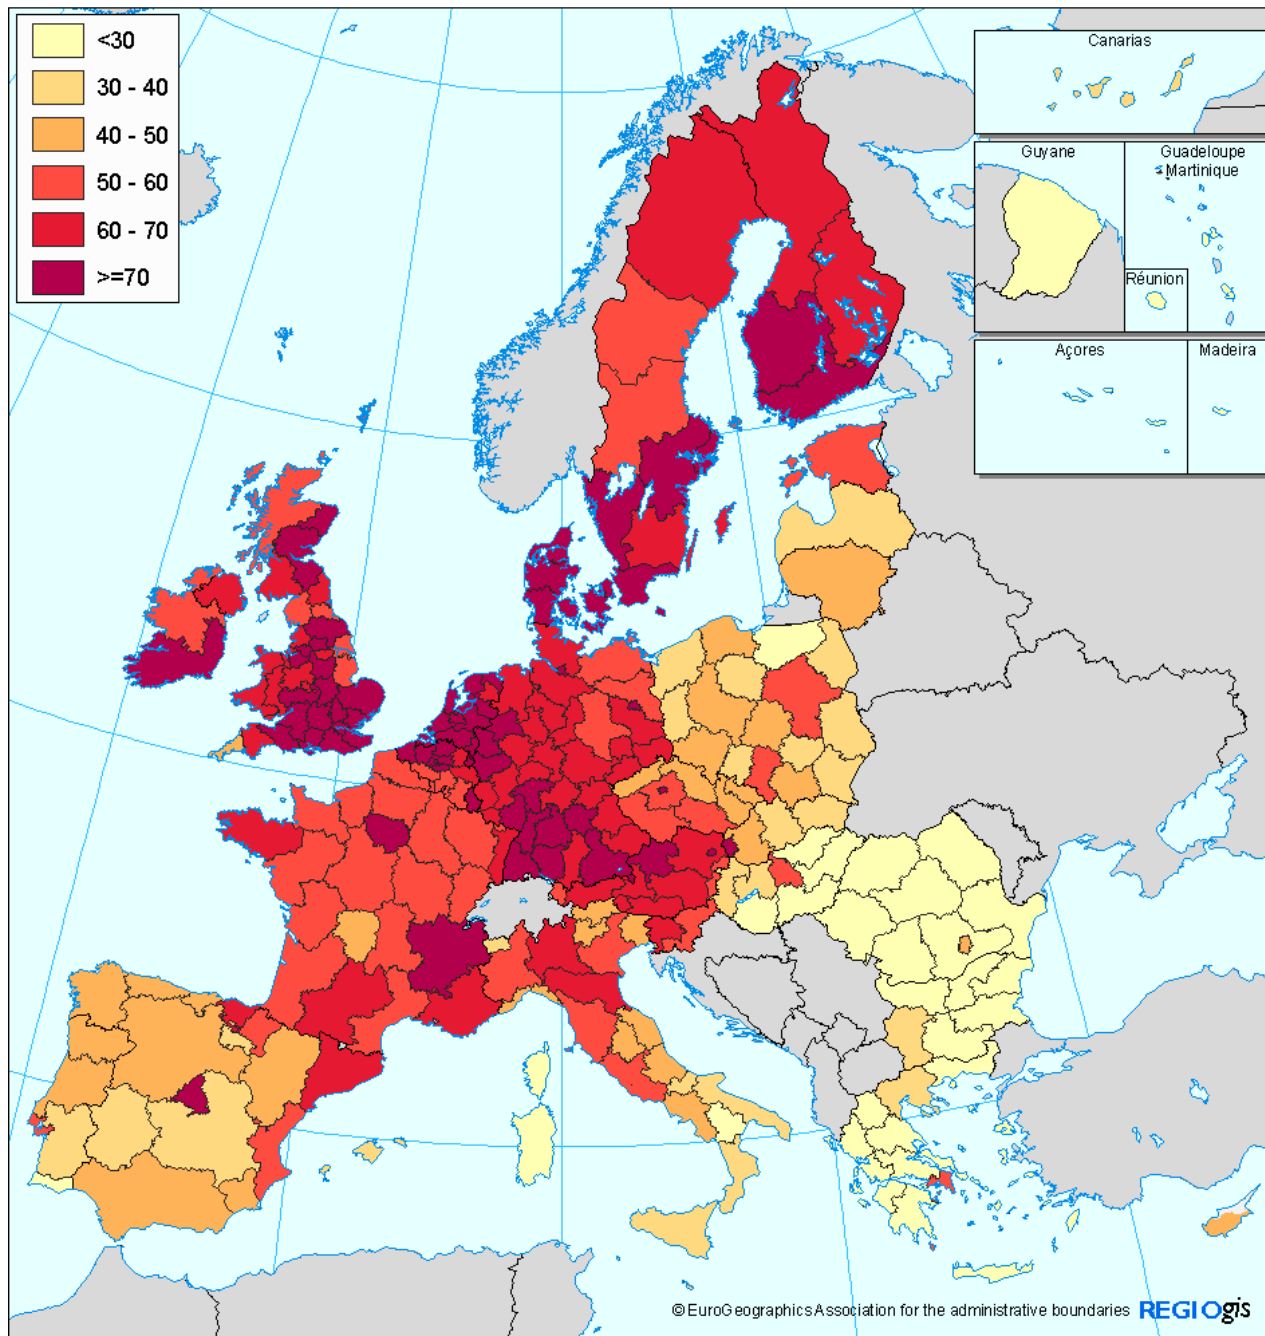 <30
30 - 40
40 - 50
50 - 60
60 - 70
>=70
Canarias
Guyane
Guadeloupe
Martinique
Réunion
Açores
Madeira
© EuroGeographics Association for the administrative boundaries REGIOgis